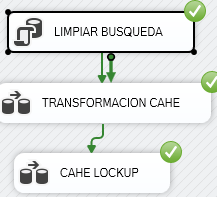 LIMPIAR BUSQUEDA
TRANSFORMACION CAHE
CAHE LOCKUP